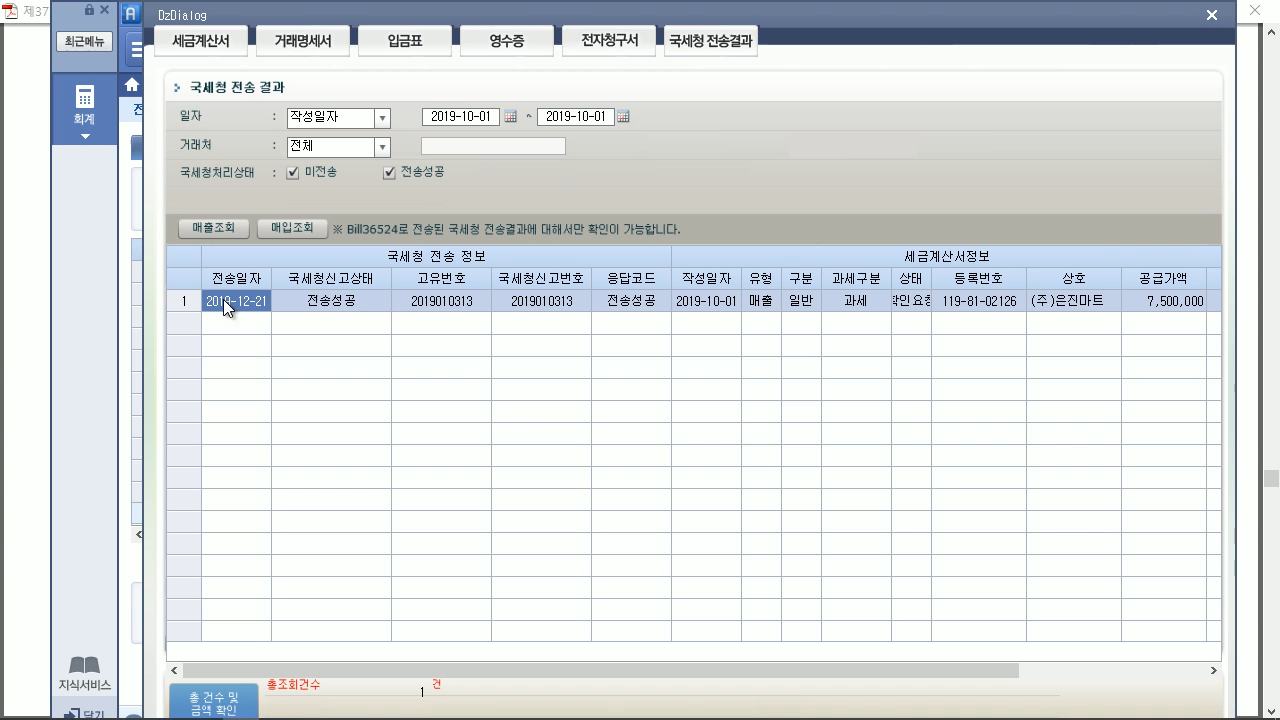 제37
최근메뉴
회계
지식서비스
닫기
A
DzDialog
세금계산서 거래명세서 입금표 영수증 전자청구서 국세청 전송결과
국세청 전송 결과
일자 : 작성일자 2019-10-01 ~ 2019-10-01
거래처 : 전체
국세청처리상태 : 미전송 전송성공
매출조회 매입조회 ※ Bill36524로 전송된 국세청 전송결과에 대해서만 확인이 가능합니다.
국세청 전송 정보 세금계산서정보
전송일자 국세청신고상태 고유번호 국세청신고번호 응답코드 작성일자 유형 구분 과세구분 상태 등록번호 상호 공급가액
1 2019-12-21 전송성공 2019010313 2019010313 전송성공 2019-10-01 매출 일반 과세 확인요청 113-81-02126 (주)은진마트 7,500,000
총조회건수 1 건
총 건수 및
금액 확인